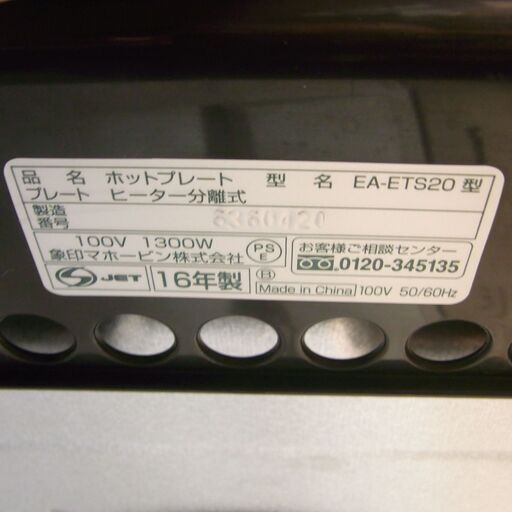 品名 ホットプレート 型名 EA-ETS20 型
プレート ヒーター分離式
製造番号
100V 1300W
象印マホービン株式会社
PS E
お客様ご相談センター
0120-345135
JET 16年製 B
Made in China 100V 50/60Hz